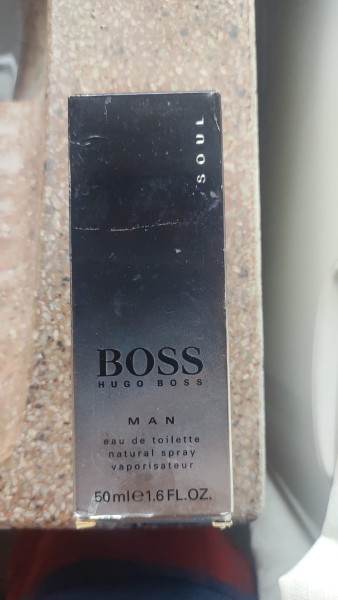 SOUL
BOSS
HUGO BOSS
MAN
eau de toilette
natural spray
vaporisateur
50ml℮1.6 FL.OZ.